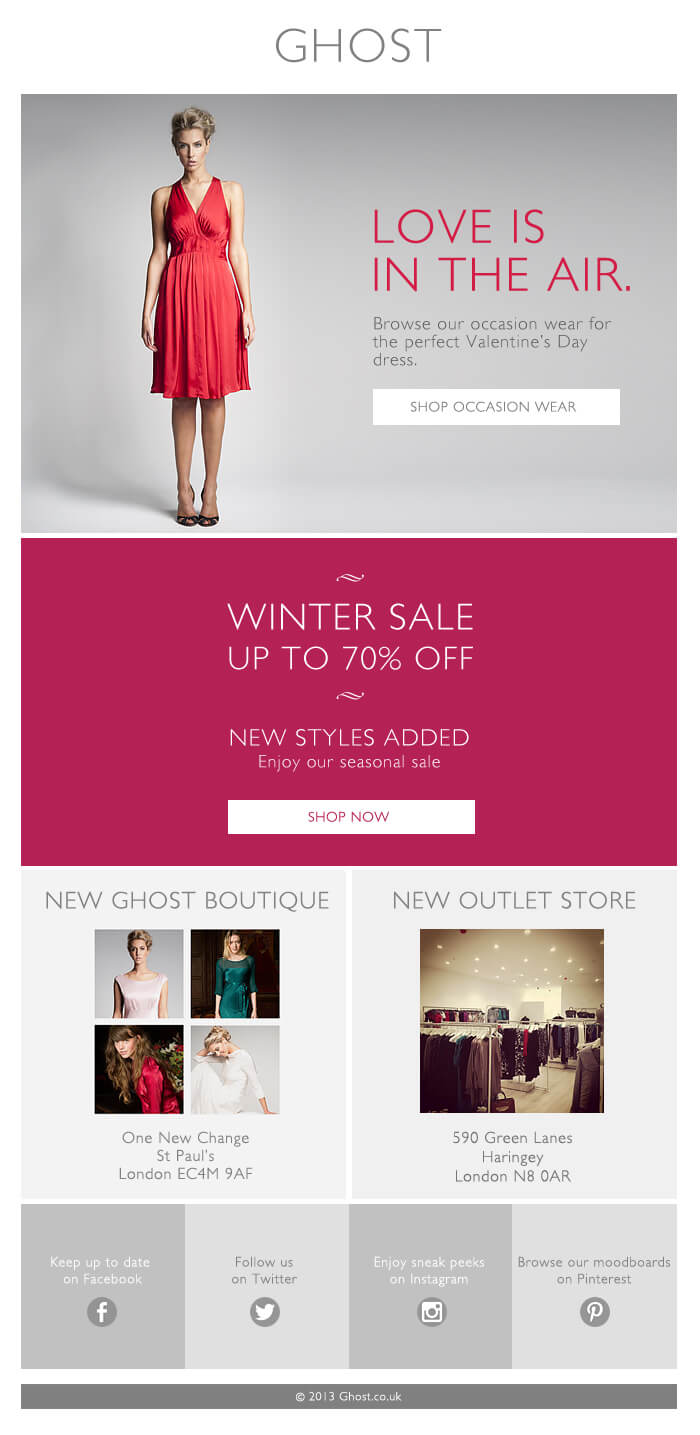 GHOST
LOVE IS
IN THE AIR.
Browse our occasion wear for
the perfect Valentine's Day
dress.
SHOP OCCASION WEAR
WINTER SALE
UP TO 70% OFF
NEW STYLES ADDED
Enjoy our seasonal sale
SHOP NOW
NEW GHOST BOUTIQUE
One New Change
St Paul's
London EC4M 9AF
NEW OUTLET STORE
590 Green Lanes
Haringey
London N8 0AR
Keep up to date
on Facebook
Follow us
on Twitter
Enjoy sneak peeks
on Instagram
Browse our moodboards
on Pinterest
© 2013 Ghost.co.uk